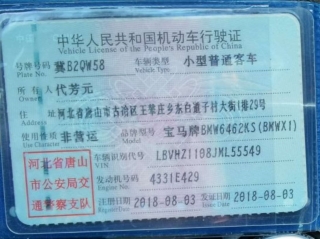 中华人民共和国机动车行驶证
Vehicle License of the People's Republic of China
号牌号码 冀B2QW58 车辆类型 小型普通客车
Plate No. Vehicle Type
所有人 代芳元
Owner
住址 河北省唐山市古冶区王辇庄乡东白道子村大街1排29号
使用性质 非营运 品牌型号 宝马牌BMW6462KS(BMWX1)
Use Character
河北省唐山
市公安局交
通警察支队
车辆识别代号 LBVHZ1108JML55549
发动机号码 4331E429
注册日期 2018-08-03 发证日期 2018-08-03